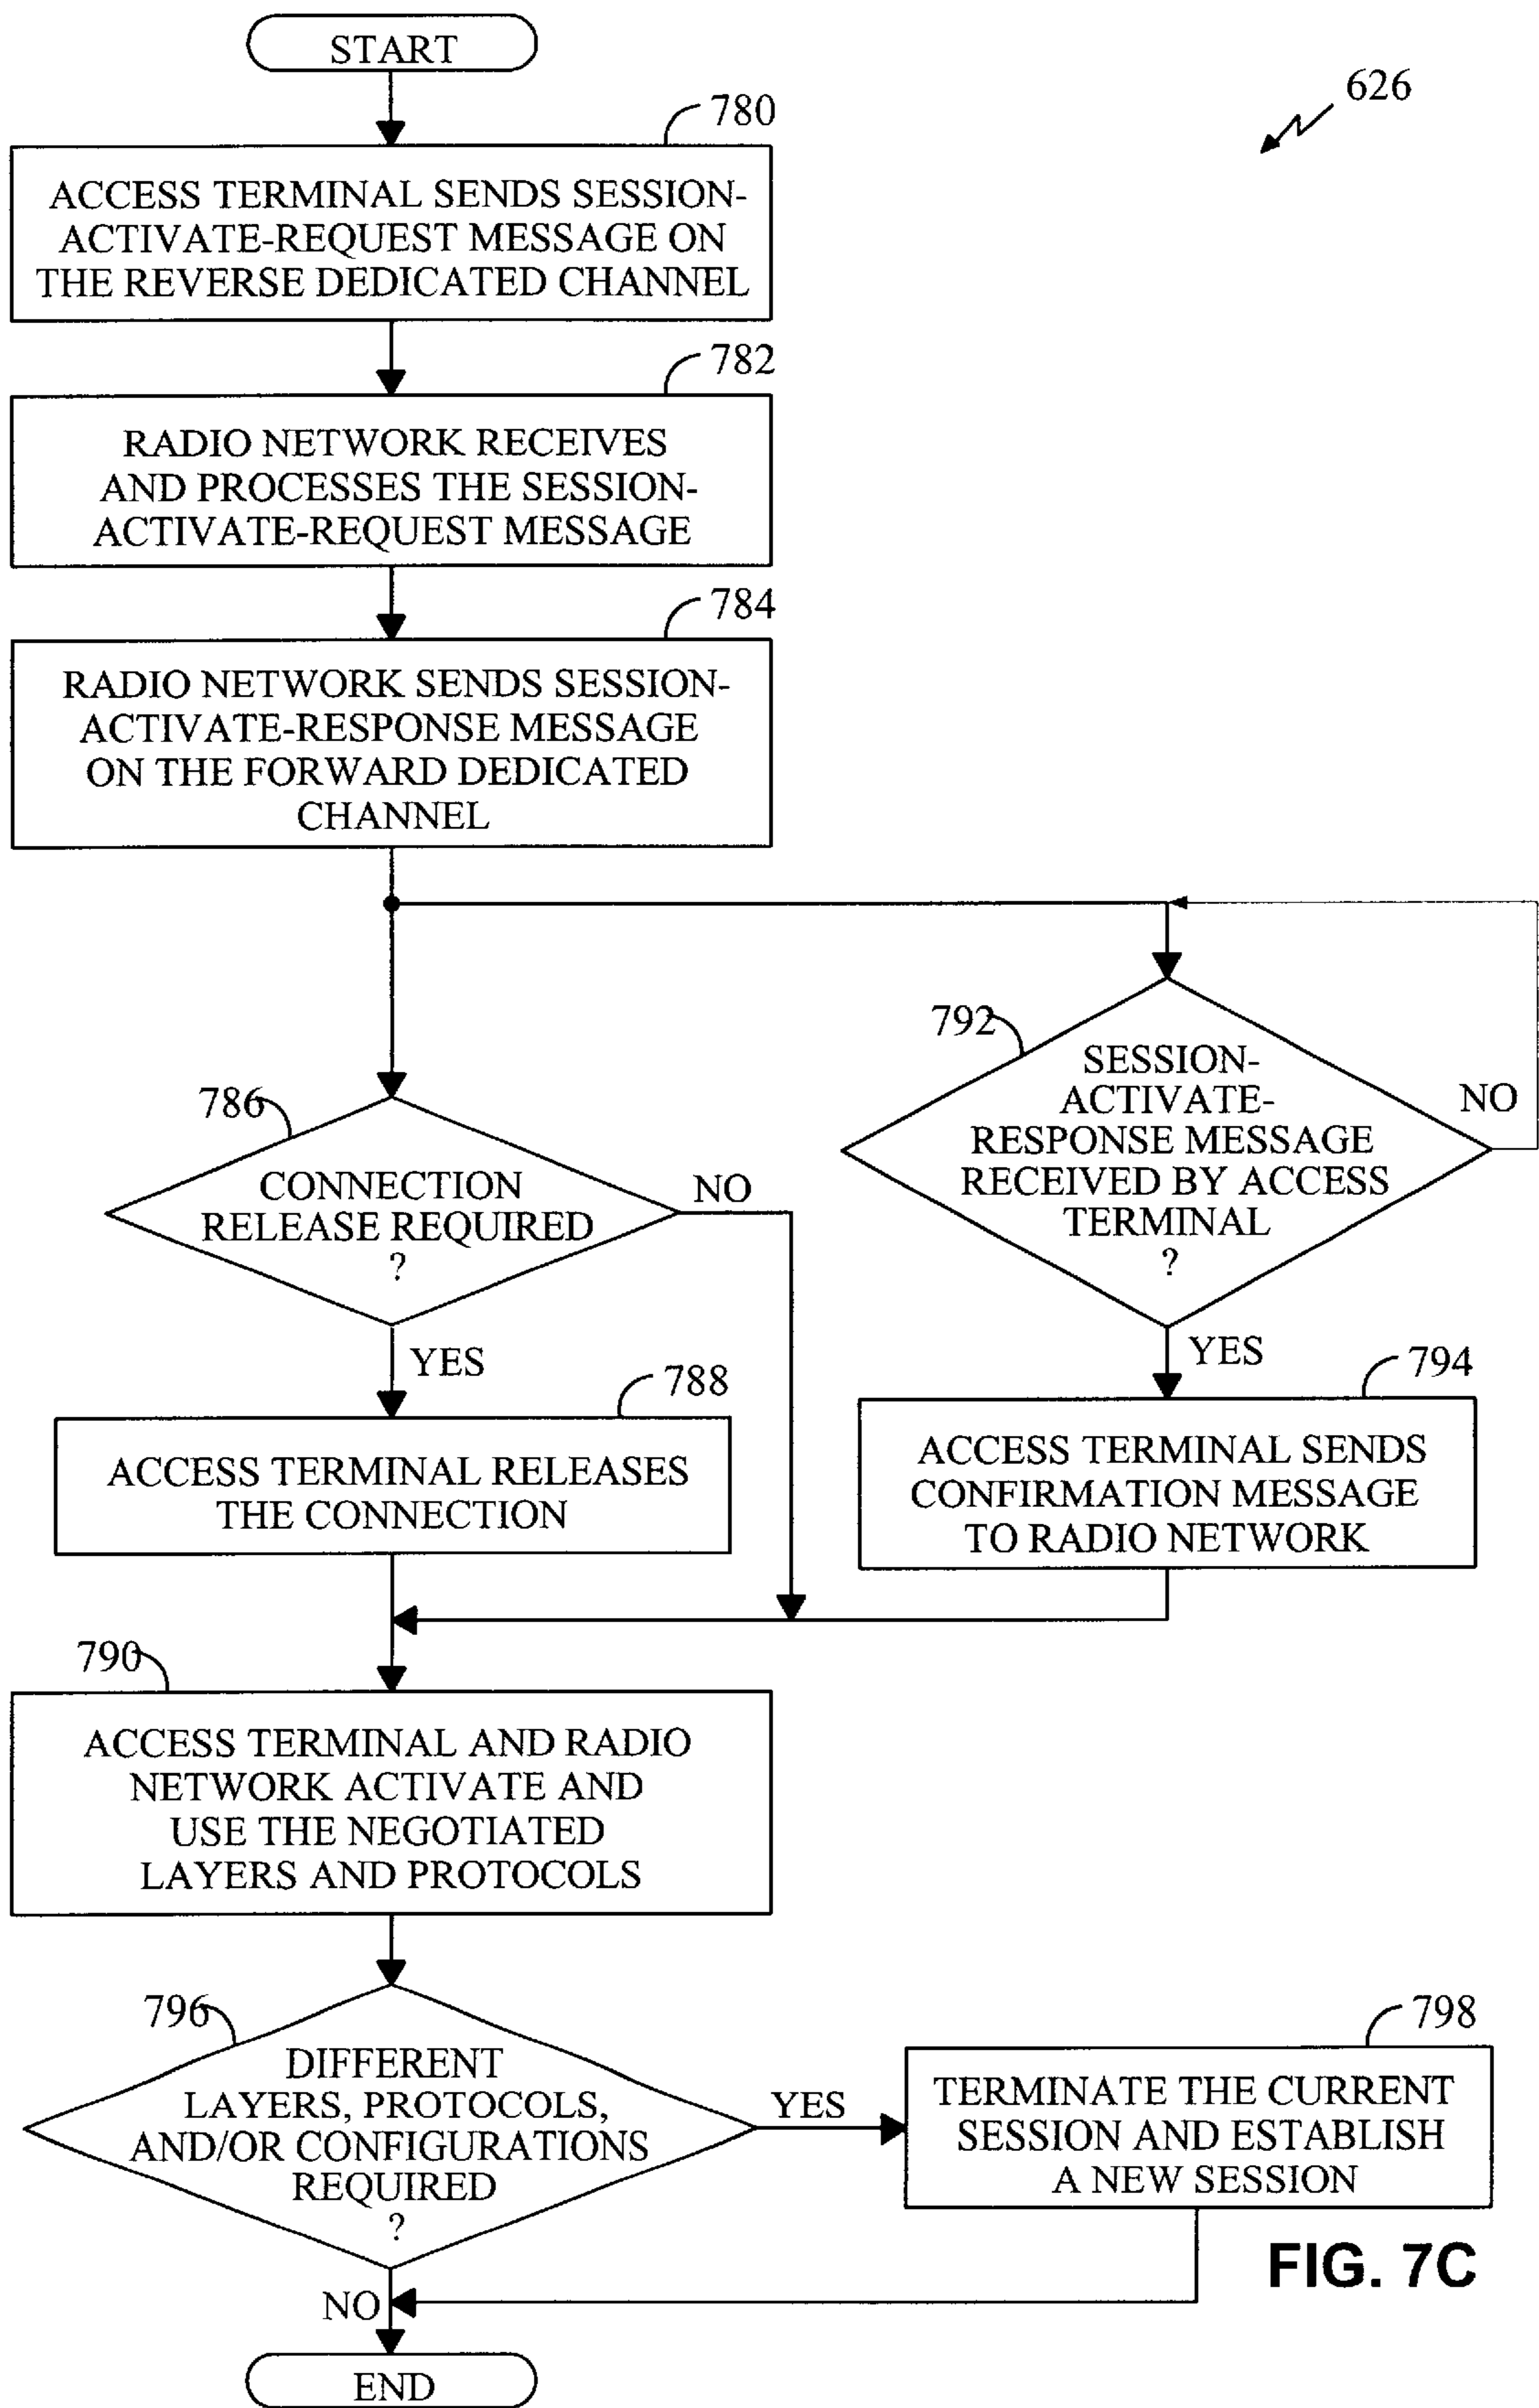 START
626
780
ACCESS TERMINAL SENDS SESSION-
ACTIVATE-REQUEST MESSAGE ON
THE REVERSE DEDICATED CHANNEL
782
RADIO NETWORK RECEIVES
AND PROCESSES THE SESSION-
ACTIVATE-REQUEST MESSAGE
784
RADIO NETWORK SENDS SESSION-
ACTIVATE-RESPONSE MESSAGE
ON THE FORWARD DEDICATED
CHANNEL
786
CONNECTION
RELEASE REQUIRED
?
NO
YES
788
ACCESS TERMINAL RELEASES
THE CONNECTION
792
SESSION-
ACTIVATE-
RESPONSE MESSAGE
RECEIVED BY ACCESS
TERMINAL
?
NO
YES
794
ACCESS TERMINAL SENDS
CONFIRMATION MESSAGE
TO RADIO NETWORK
790
ACCESS TERMINAL AND RADIO
NETWORK ACTIVATE AND
USE THE NEGOTIATED
LAYERS AND PROTOCOLS
796
DIFFERENT
LAYERS, PROTOCOLS,
AND/OR CONFIGURATIONS
REQUIRED
?
YES
798
TERMINATE THE CURRENT
SESSION AND ESTABLISH
A NEW SESSION
NO
END
FIG. 7C